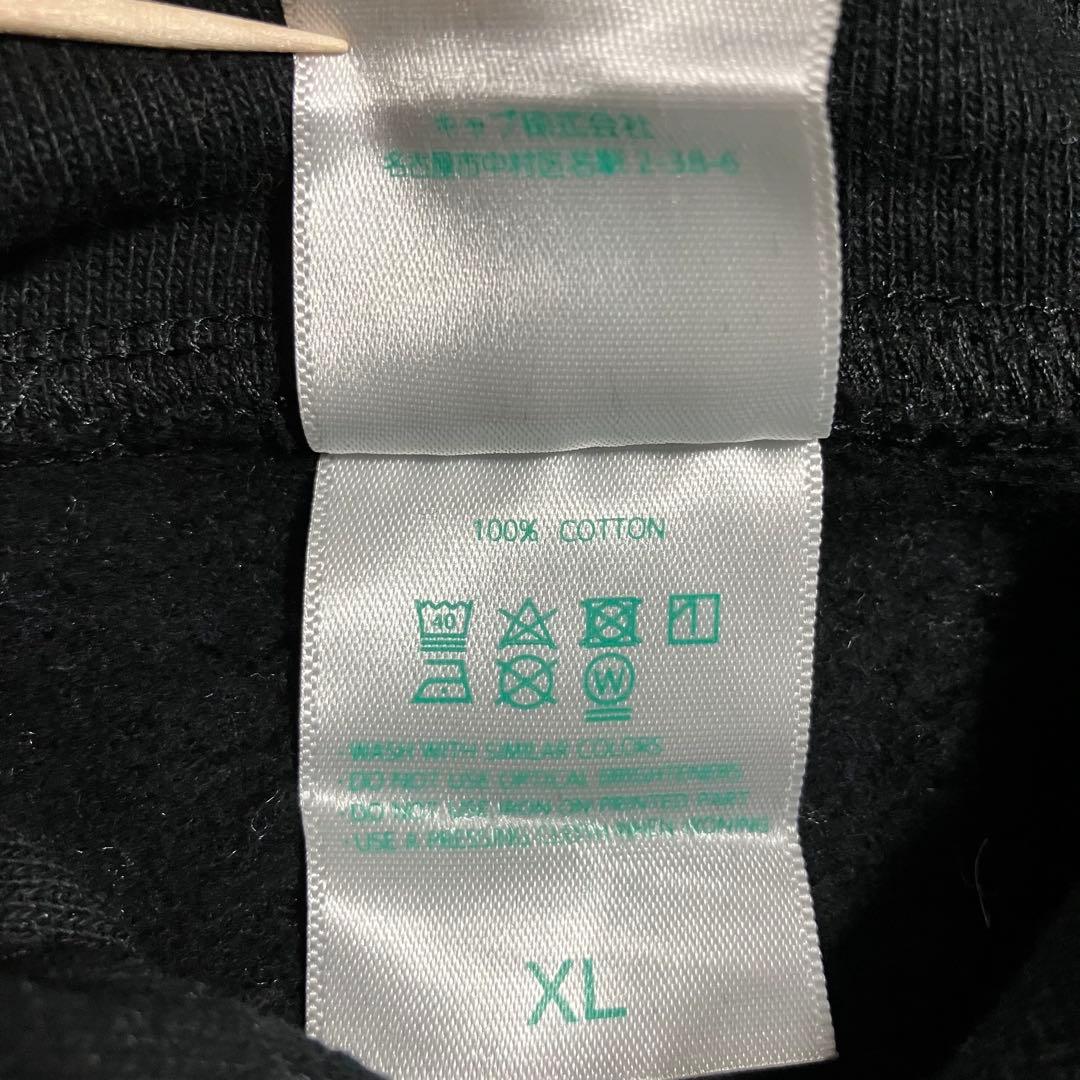 キャブ株式会社
名古屋市中村区名駅 2-38-6
100% COTTON
40
W
WASH WITH SIMILAR COLORS
· DO NOT USE OPTICAL BRIGHTENERS
· DO NOT USE IRON ON PRINTED PART
· USE A PRESSING CLOTH WHEN IRONING
XL